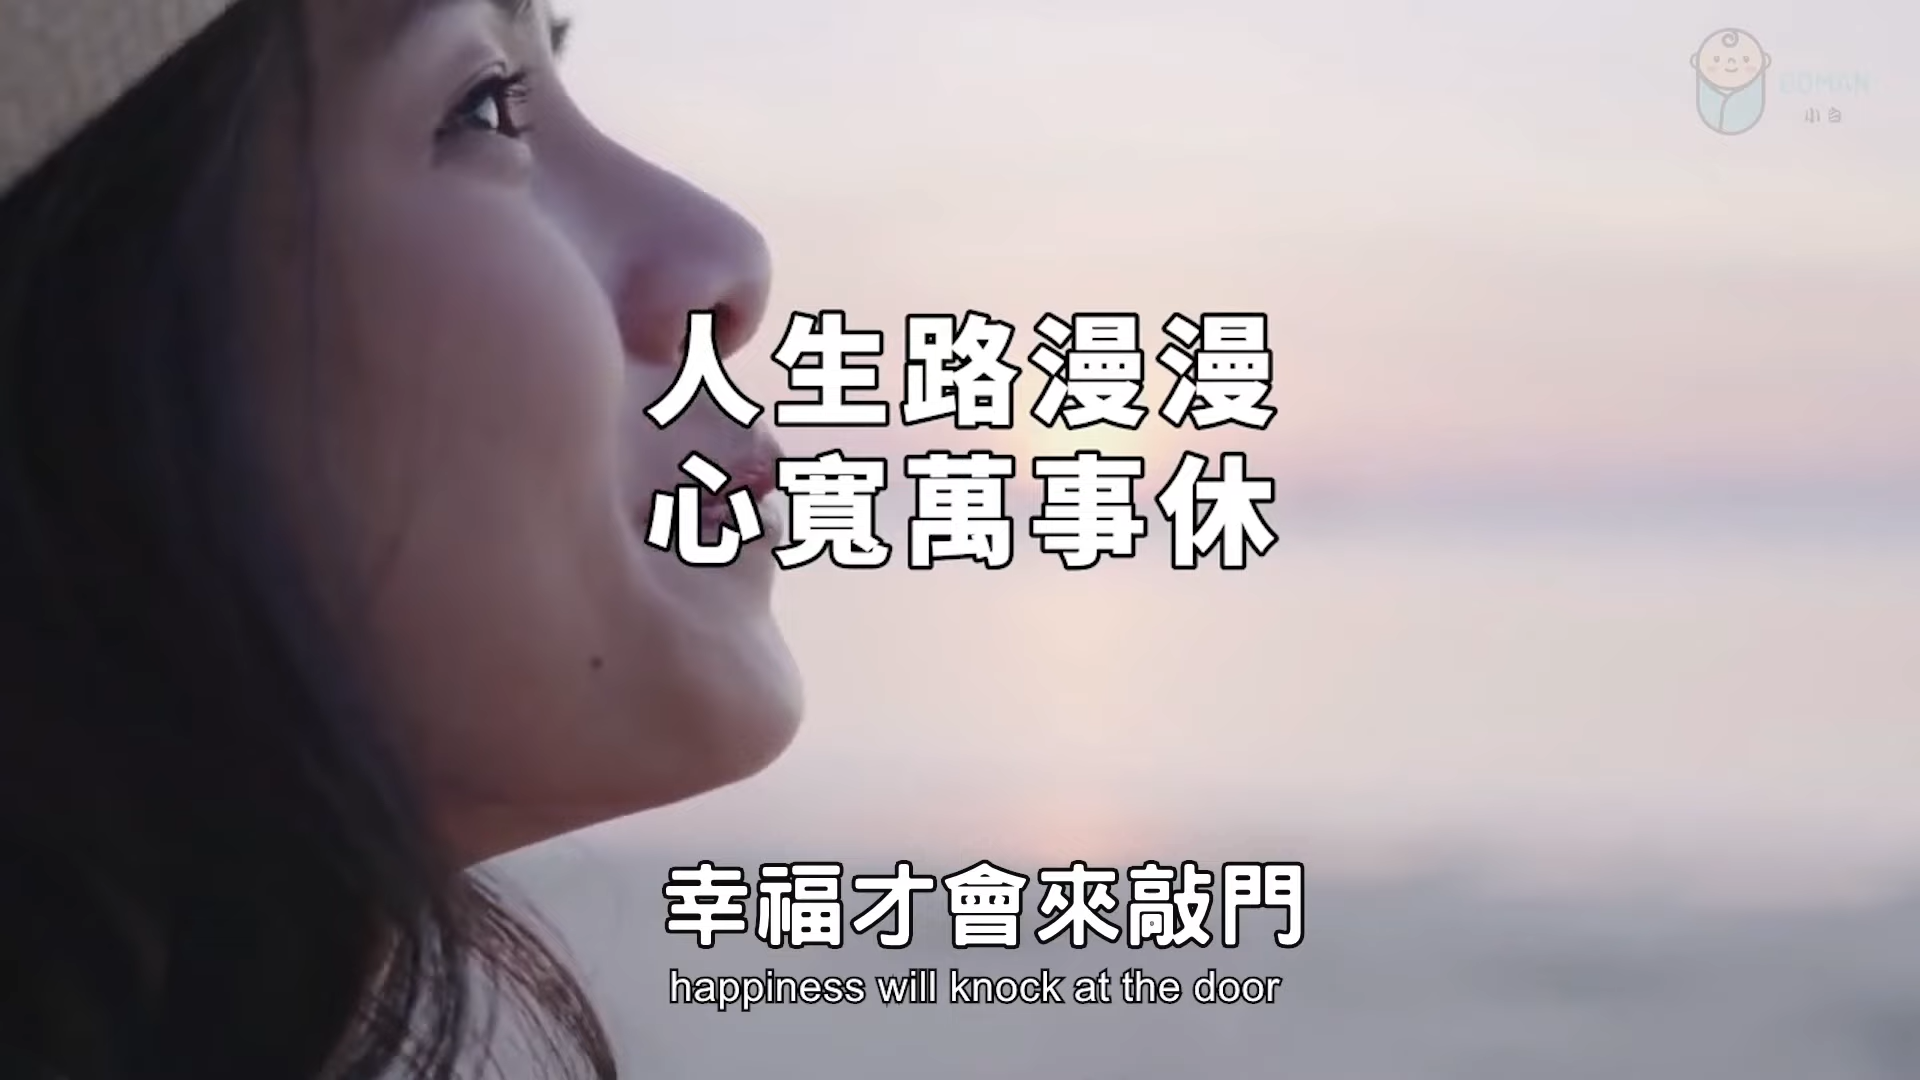 小白
人生路漫漫
心寬萬事休
幸福才會來敲門
happiness will knock at the door